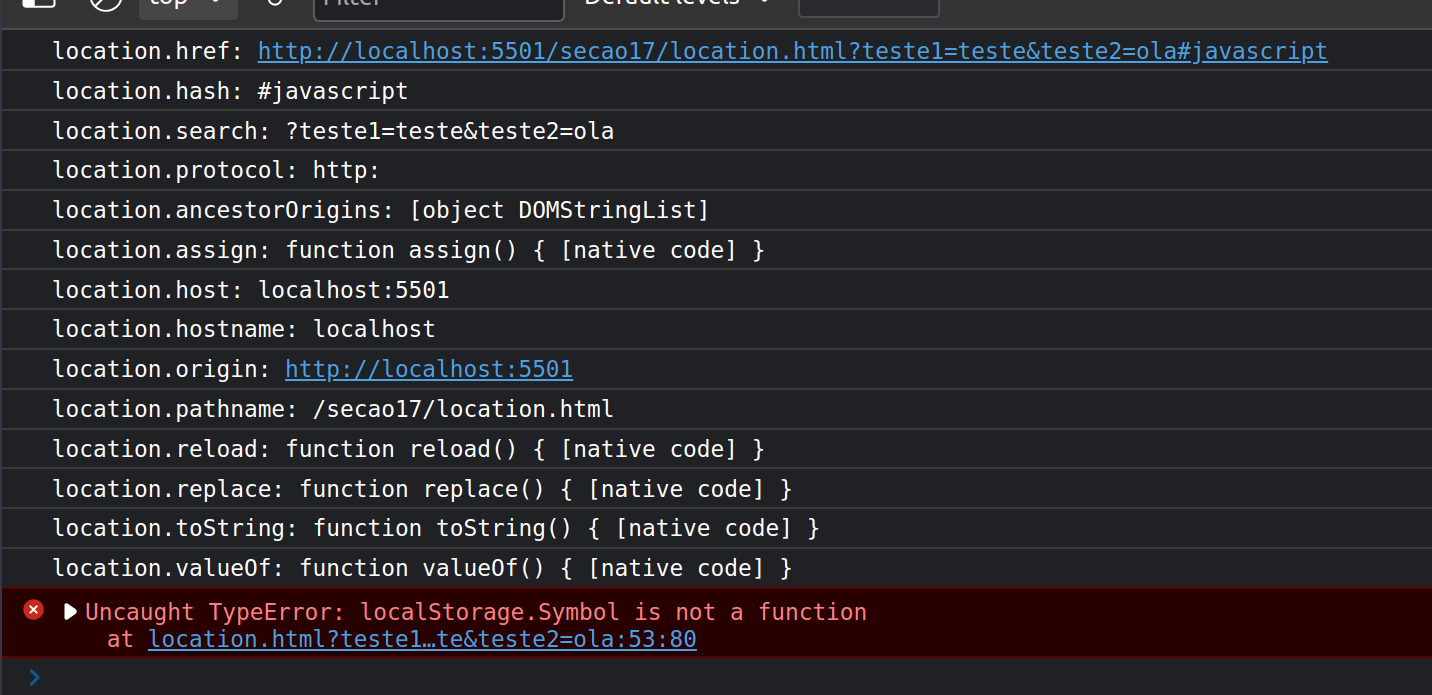 top Filter Default levels
location.href: http://localhost:5501/secao17/location.html?teste1=teste&teste2=ola#javascript
location.hash: #javascript
location.search: ?teste1=teste&teste2=ola
location.protocol: http:
location.ancestorOrigins: [object DOMStringList]
location.assign: function assign() { [native code] }
location.host: localhost:5501
location.hostname: localhost
location.origin: http://localhost:5501
location.pathname: /secao17/location.html
location.reload: function reload() { [native code] }
location.replace: function replace() { [native code] }
location.toString: function toString() { [native code] }
location.valueOf: function valueOf() { [native code] }
Uncaught TypeError: localStorage.Symbol is not a function
at location.html?teste1…te&teste2=ola:53:80